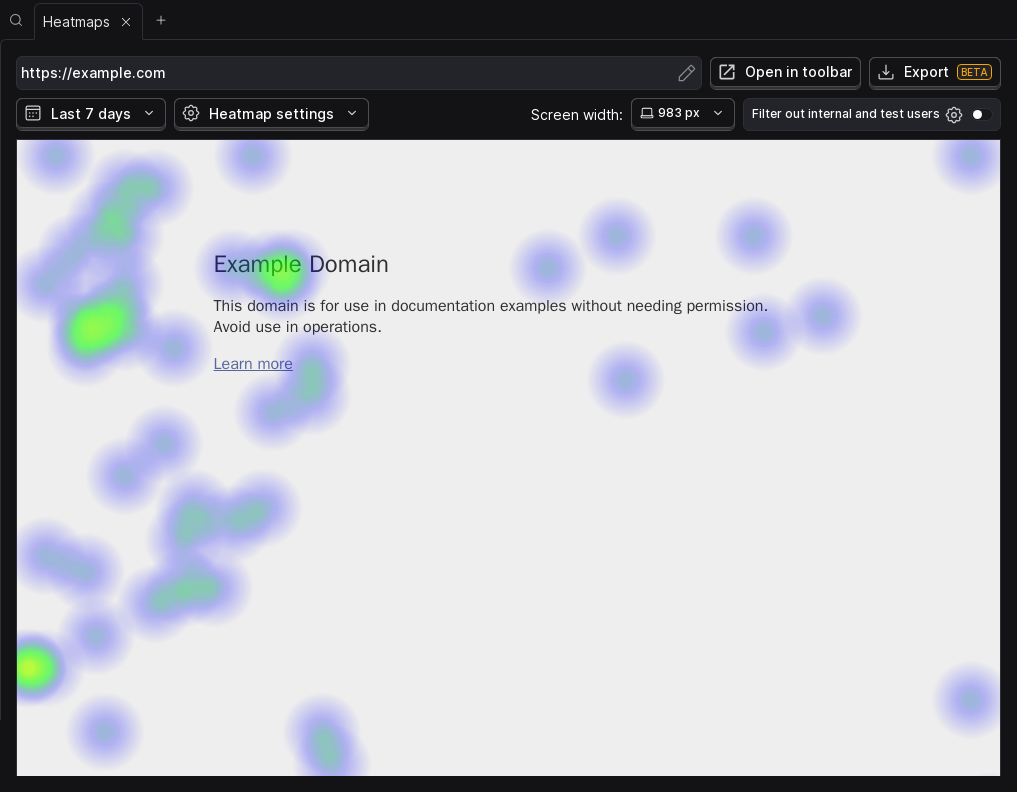 Heatmaps
https://example.com
Open in toolbar
Export BETA
Last 7 days
Heatmap settings
Screen width:
983 px
Filter out internal and test users
Example Domain
This domain is for use in documentation examples without needing permission.
Avoid use in operations.
Learn more